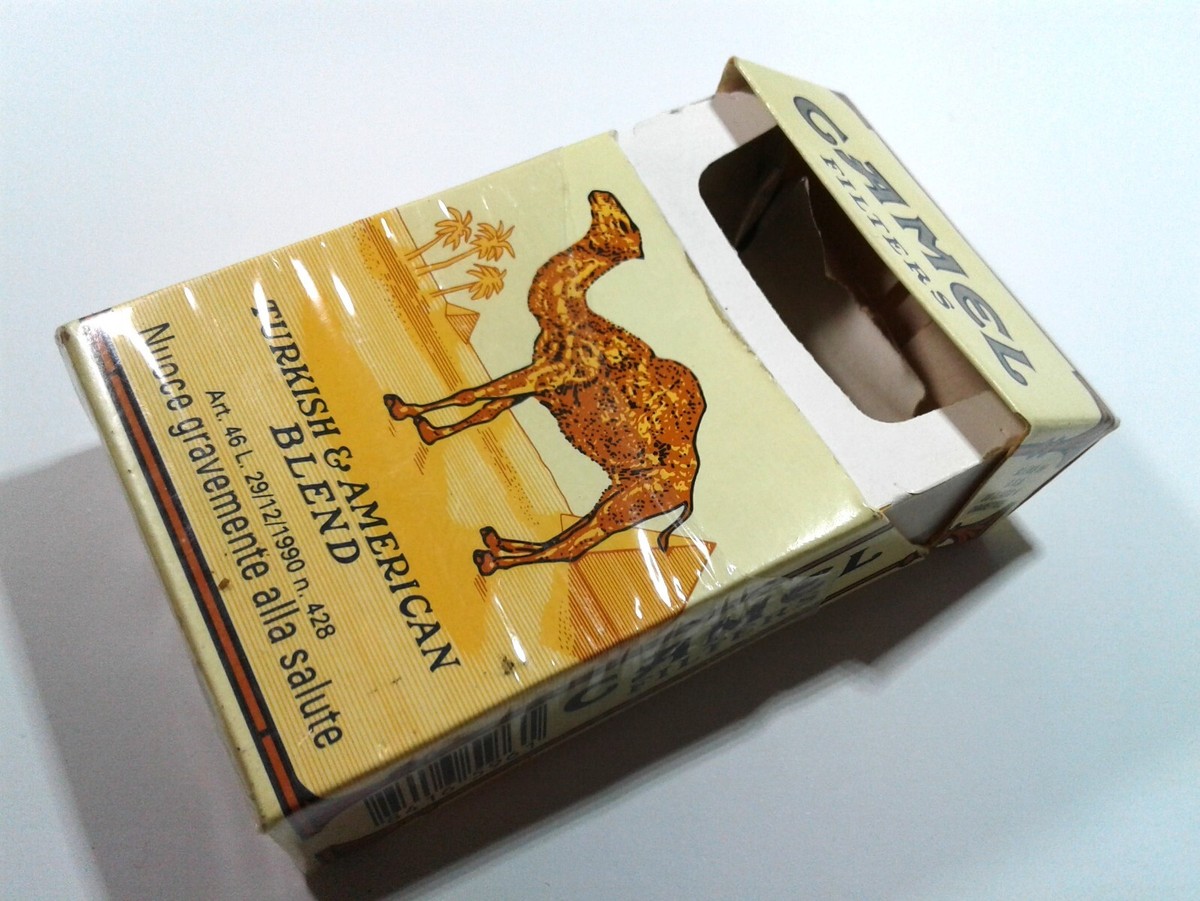 CAMEL
FILTERS
TURKISH & AMERICAN
BLEND
Art. 46 L. 29/12/1990 n. 428
Nuoce gravemente alla salute